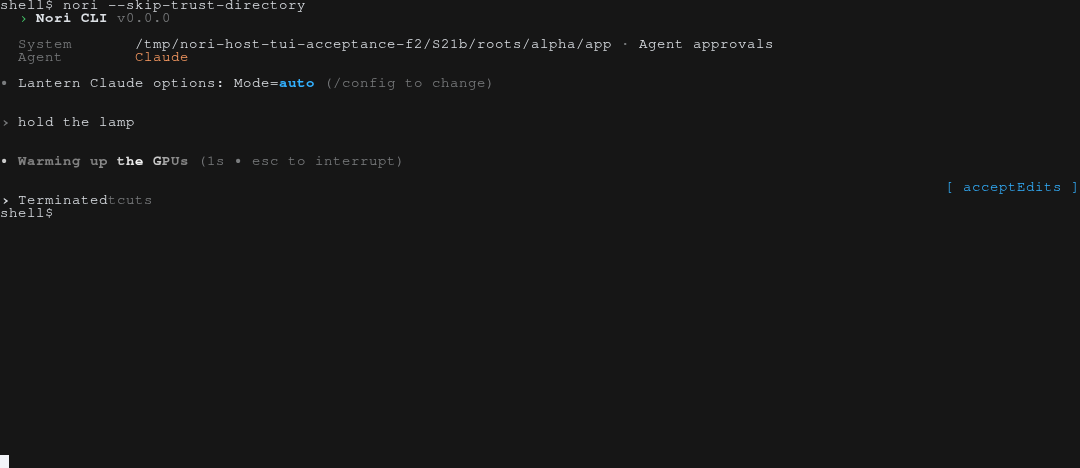 shell$ nori --skip-trust-directory
› Nori CLI v0.0.0
System /tmp/nori-host-tui-acceptance-f2/S21b/roots/alpha/app · Agent approvals
Agent Claude
• Lantern Claude options: Mode=auto (/config to change)
› hold the lamp
• Warming up the GPUs (1s • esc to interrupt)
[ acceptEdits ]
› Terminatedtcuts
shell$